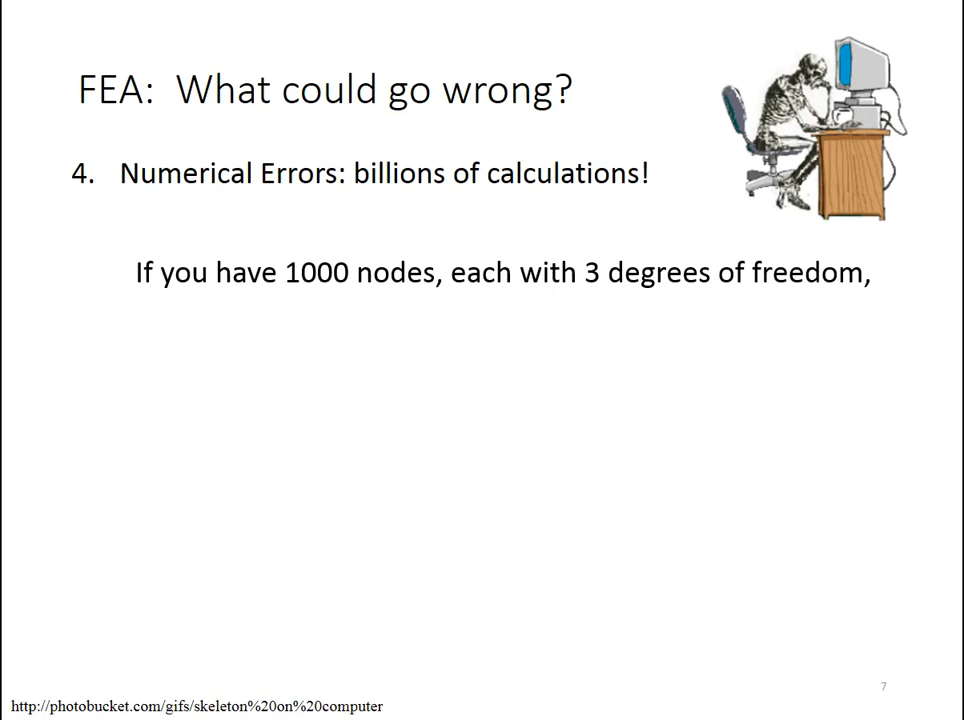 FEA: What could go wrong?
4. Numerical Errors: billions of calculations!
If you have 1000 nodes, each with 3 degrees of freedom,
7
http://photobucket.com/gifs/skeleton%20on%20computer